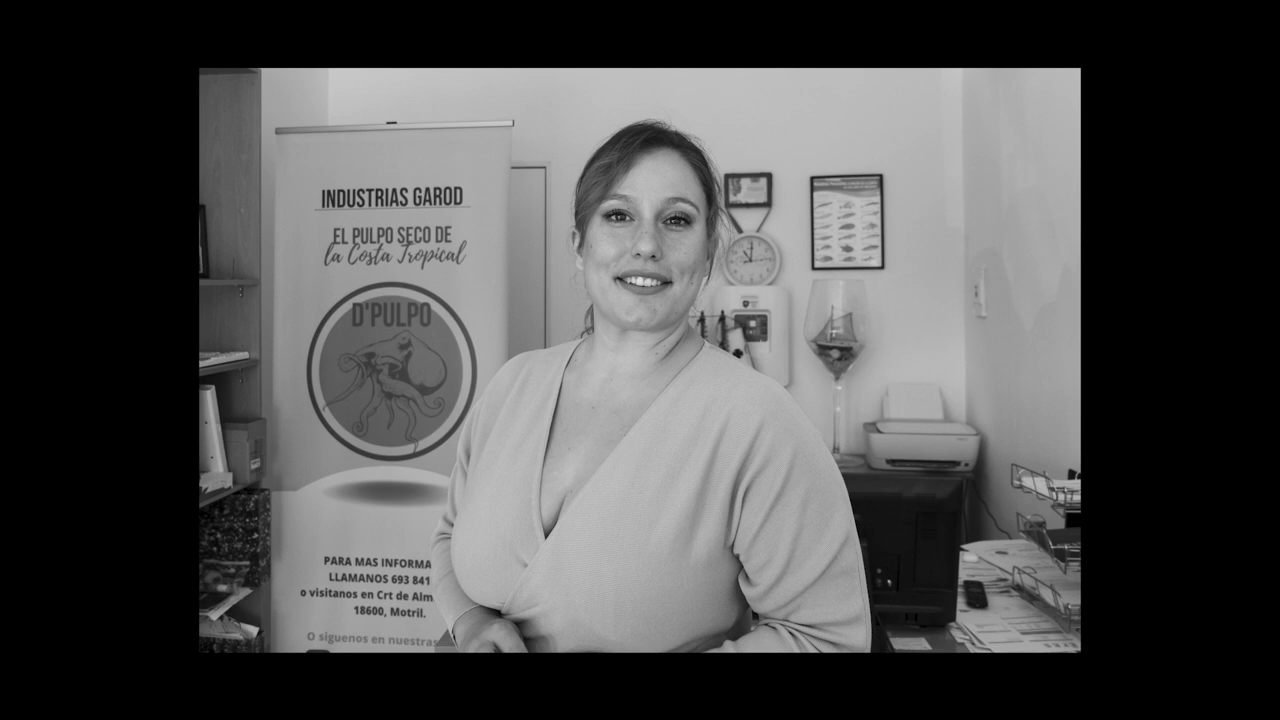 INDUSTRIAS GAROD
EL PULPO SECO DE
la Costa Tropical
D'PULPO
PARA MAS INFORMA
LLAMANOS 693 841
o visitanos en Crt de Alm
18600, Motril.
O siguenos en nuestras